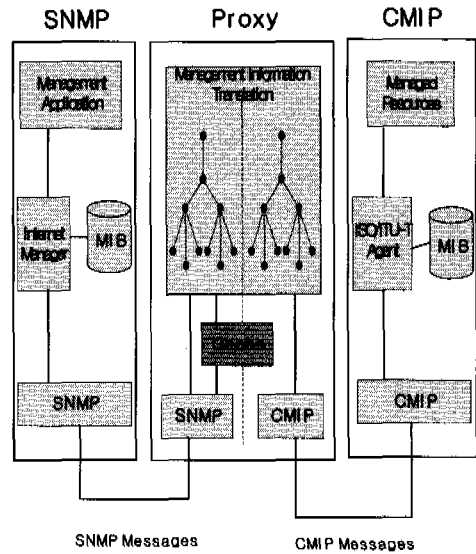 SNMP
Proxy
CMIP
Management
Application
Management Information
Translation
Managed
Resources
Internet
Manager
MIB
ISO/ITU-T
Agent
MIB
SNMP
SNMP
CMIP
CMIP
SNMP Messages
CMIP Messages